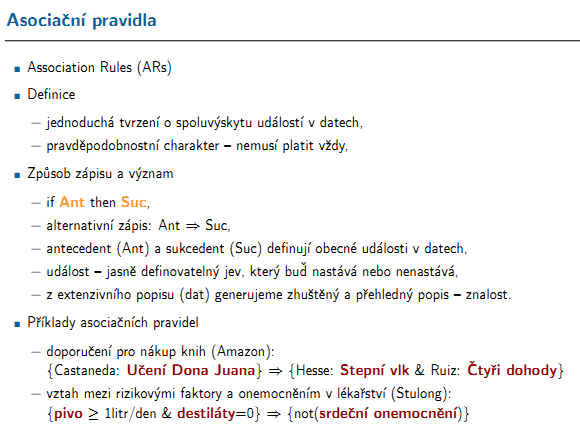 Asociační pravidla
Association Rules (ARs)
Definice
– jednoduchá tvrzení o spoluvýskytu událostí v datech,
– pravděpodobnostní charakter – nemusí platit vždy,
Způsob zápisu a význam
– if Ant then Suc,
– alternativní zápis: Ant ⇒ Suc,
– antecedent (Ant) a sukcedent (Suc) definují obecné události v datech,
– událost – jasně definovatelný jev, který buď nastává nebo nenastává,
– z extenzivního popisu (dat) generujeme zhuštěný a přehledný popis – znalost.
Příklady asociačních pravidel
– doporučení pro nákup knih (Amazon):
{Castaneda: Učení Dona Juana} ⇒ {Hesse: Stepní vlk & Ruiz: Čtyři dohody}
– vztah mezi rizikovými faktory a onemocněním v lékařství (Stulong):
{pivo ≥ 1litr/den & destiláty=0} ⇒ {not(srdeční onemocnění)}